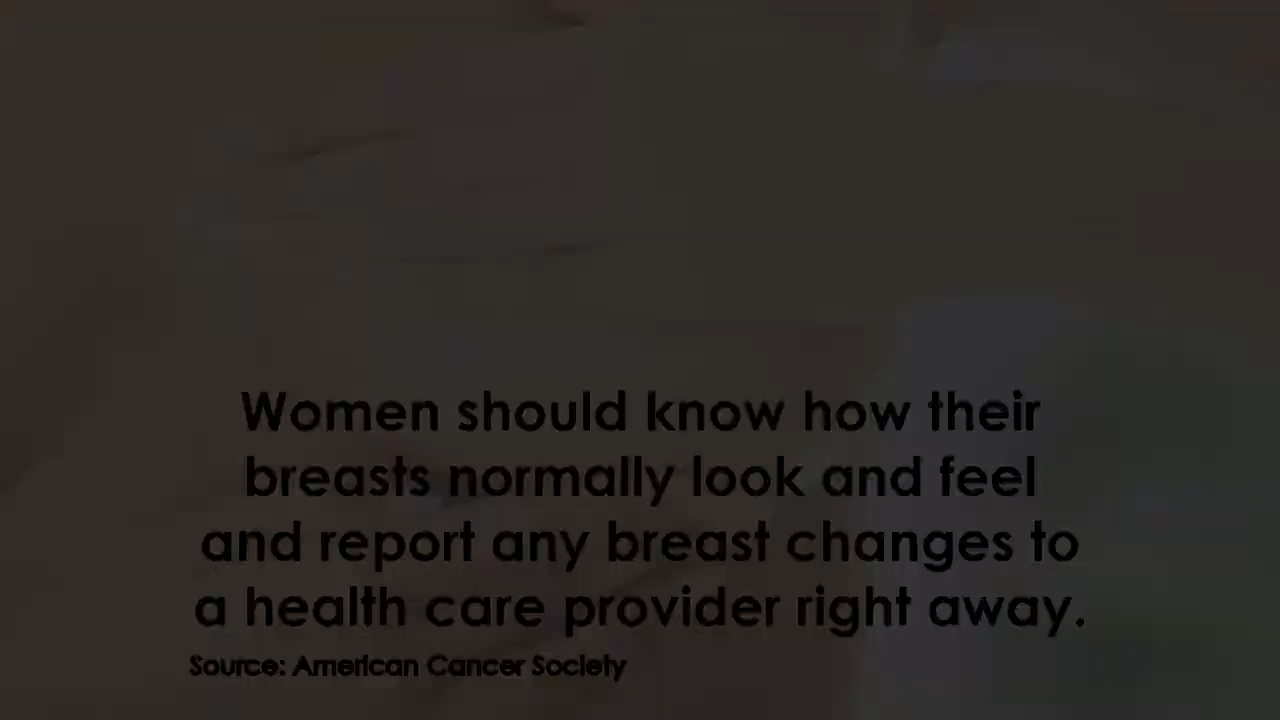 Women should know how their
breasts normally look and feel
and report any breast changes to
a health care provider right away.
Source: American Cancer Society